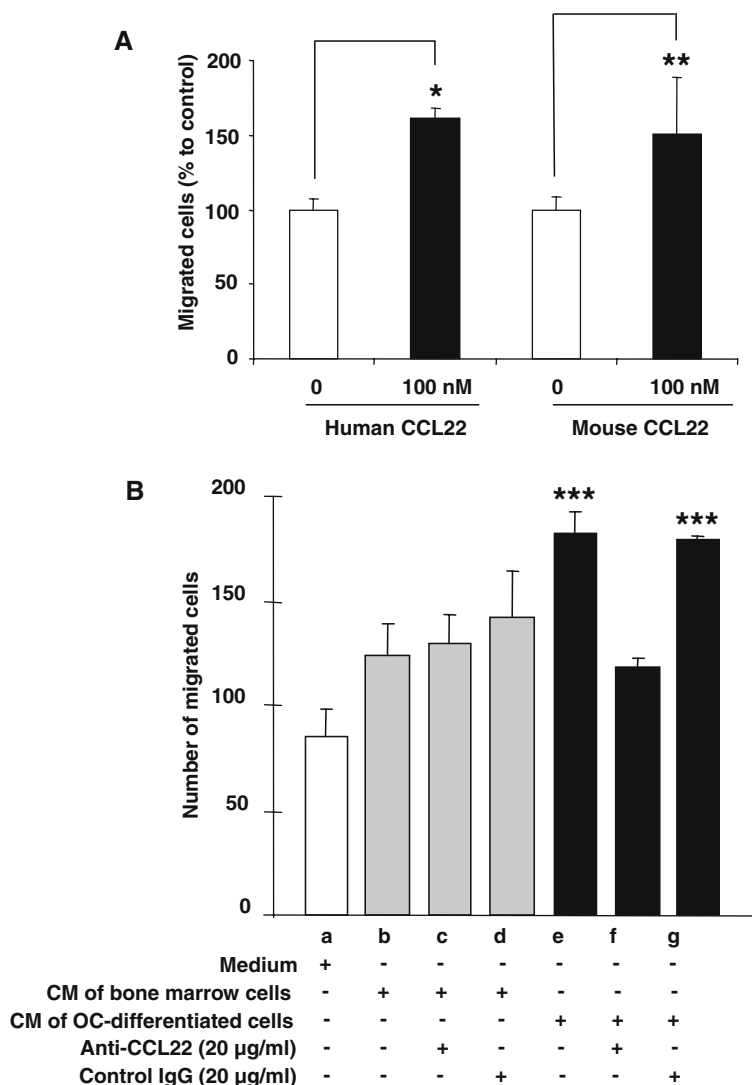 A
Migrated cells (% to control)
200
150
100
50
0
*
**
0 100 nM 0 100 nM
Human CCL22 Mouse CCL22
B
Number of migrated cells
200
150
100
50
0
*** ***
a b c d e f g
Medium + - - - - - -
CM of bone marrow cells - + + + - - -
CM of OC-differentiated cells - - - - + + +
Anti-CCL22 (20 µg/ml) - - + - - + -
Control IgG (20 µg/ml) - - - + - - +